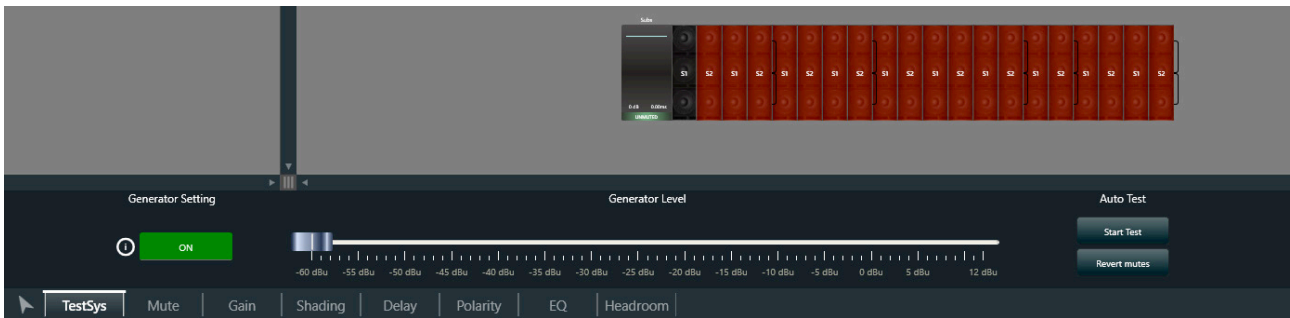 Subs
S1 S2 S1 S2 S1 S2 S1 S2 S1 S2 S1 S2 S1 S2 S1 S2 S1 S2 S1 S2
0 dB 0.00ms
UNMUTED
Generator Setting
Generator Level
Auto Test
ON
Start Test
-60 dBu -55 dBu -50 dBu -45 dBu -40 dBu -35 dBu -30 dBu -25 dBu -20 dBu -15 dBu -10 dBu -5 dBu 0 dBu 5 dBu 12 dBu
Revert mutes
TestSys Mute Gain Shading Delay Polarity EQ Headroom